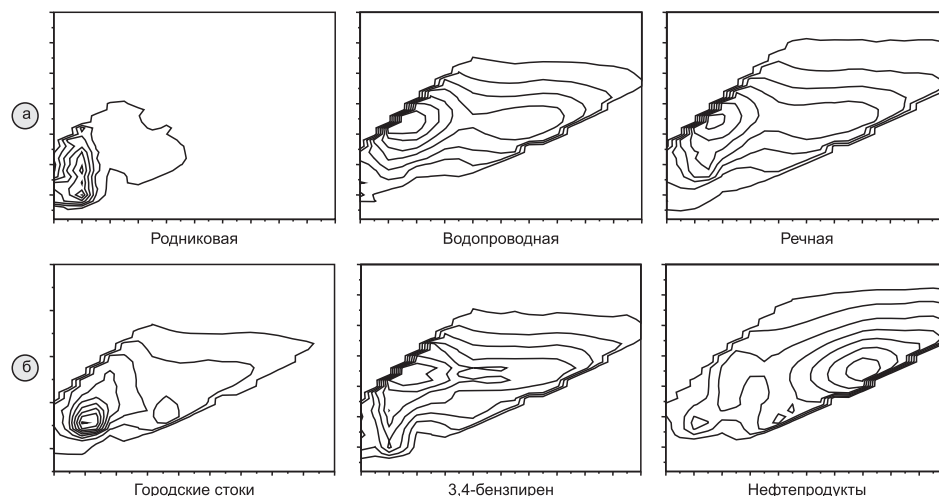 а
Родниковая
Водопроводная
Речная
б
Городские стоки
3,4-бензпирен
Нефтепродукты